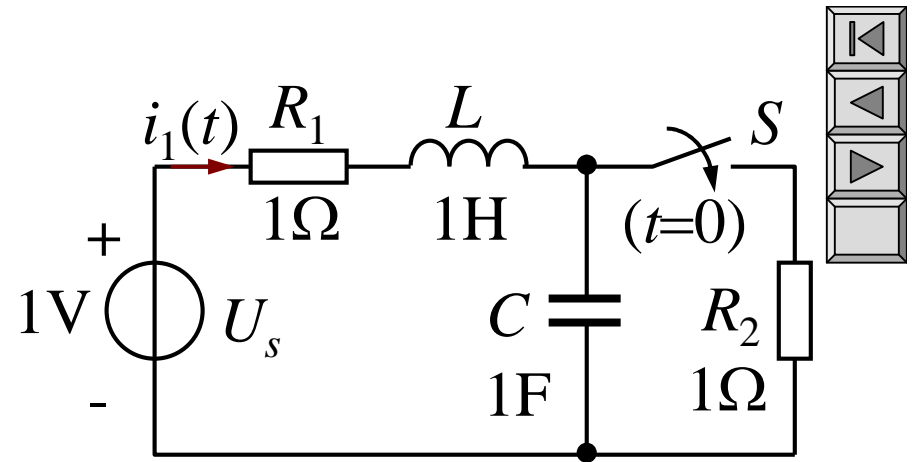 i₁(t) R₁ L S
1Ω 1H (t=0)
+
1V Uₛ C R₂
- 1F 1Ω